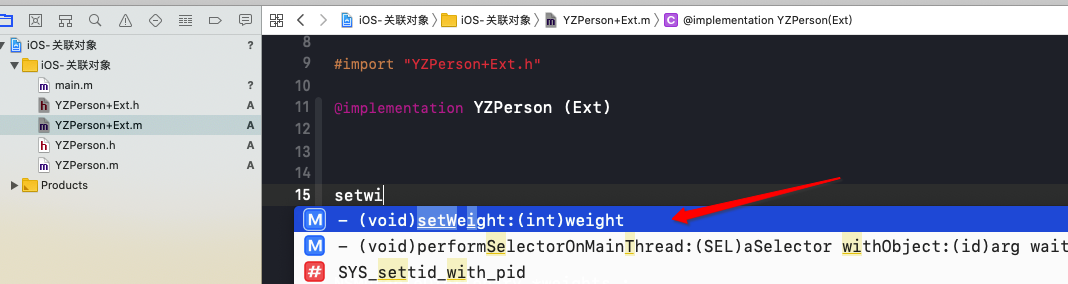 iOS-关联对象 iOS-关联对象 YZPerson+Ext.m @implementation YZPerson(Ext)
iOS-关联对象 ?
iOS-关联对象
main.m ?
YZPerson+Ext.h A
YZPerson+Ext.m A
YZPerson.h A
YZPerson.m A
Products
8
9 #import "YZPerson+Ext.h"
10
11 @implementation YZPerson (Ext)
12
13
14
15 setwi
M - (void)setWeight:(int)weight
M - (void)performSelectorOnMainThread:(SEL)aSelector withObject:(id)arg wait
# SYS_settid_with_pid